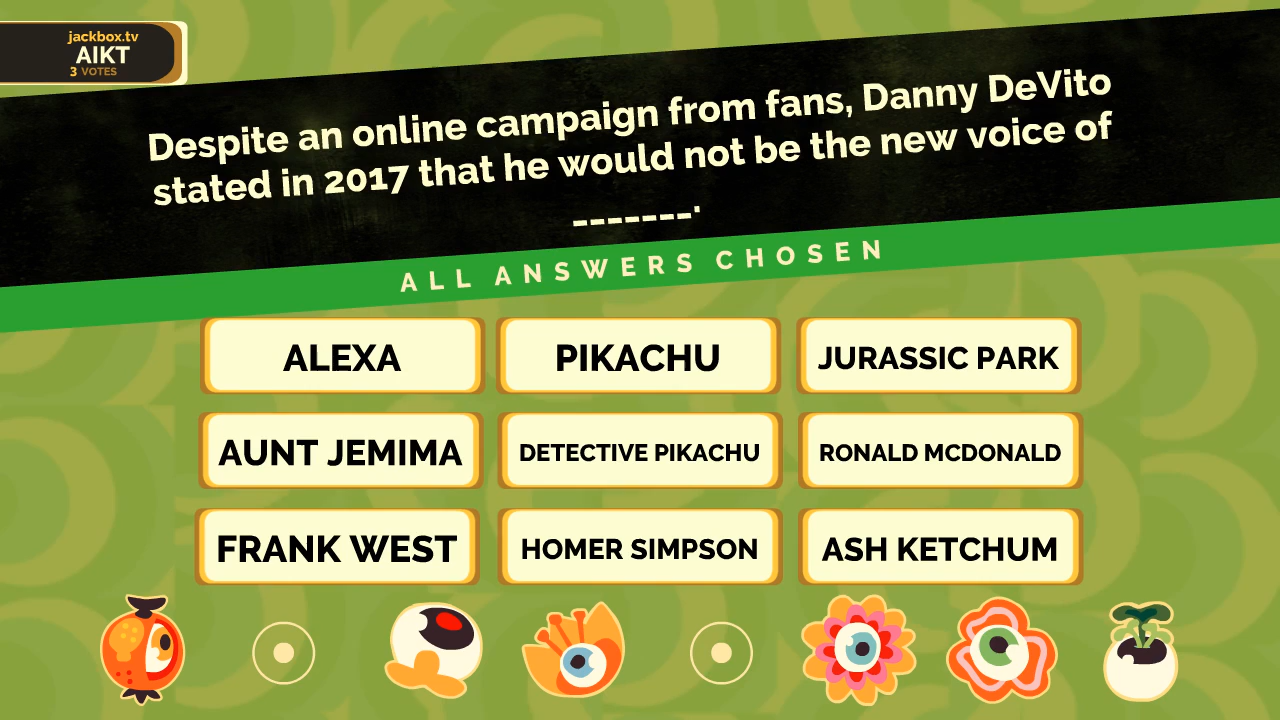 jackbox.tv
AIKT
3 VOTES
Despite an online campaign from fans, Danny DeVito
stated in 2017 that he would not be the new voice of
_______.
ALL ANSWERS CHOSEN
ALEXA
PIKACHU
JURASSIC PARK
AUNT JEMIMA
DETECTIVE PIKACHU
RONALD MCDONALD
FRANK WEST
HOMER SIMPSON
ASH KETCHUM